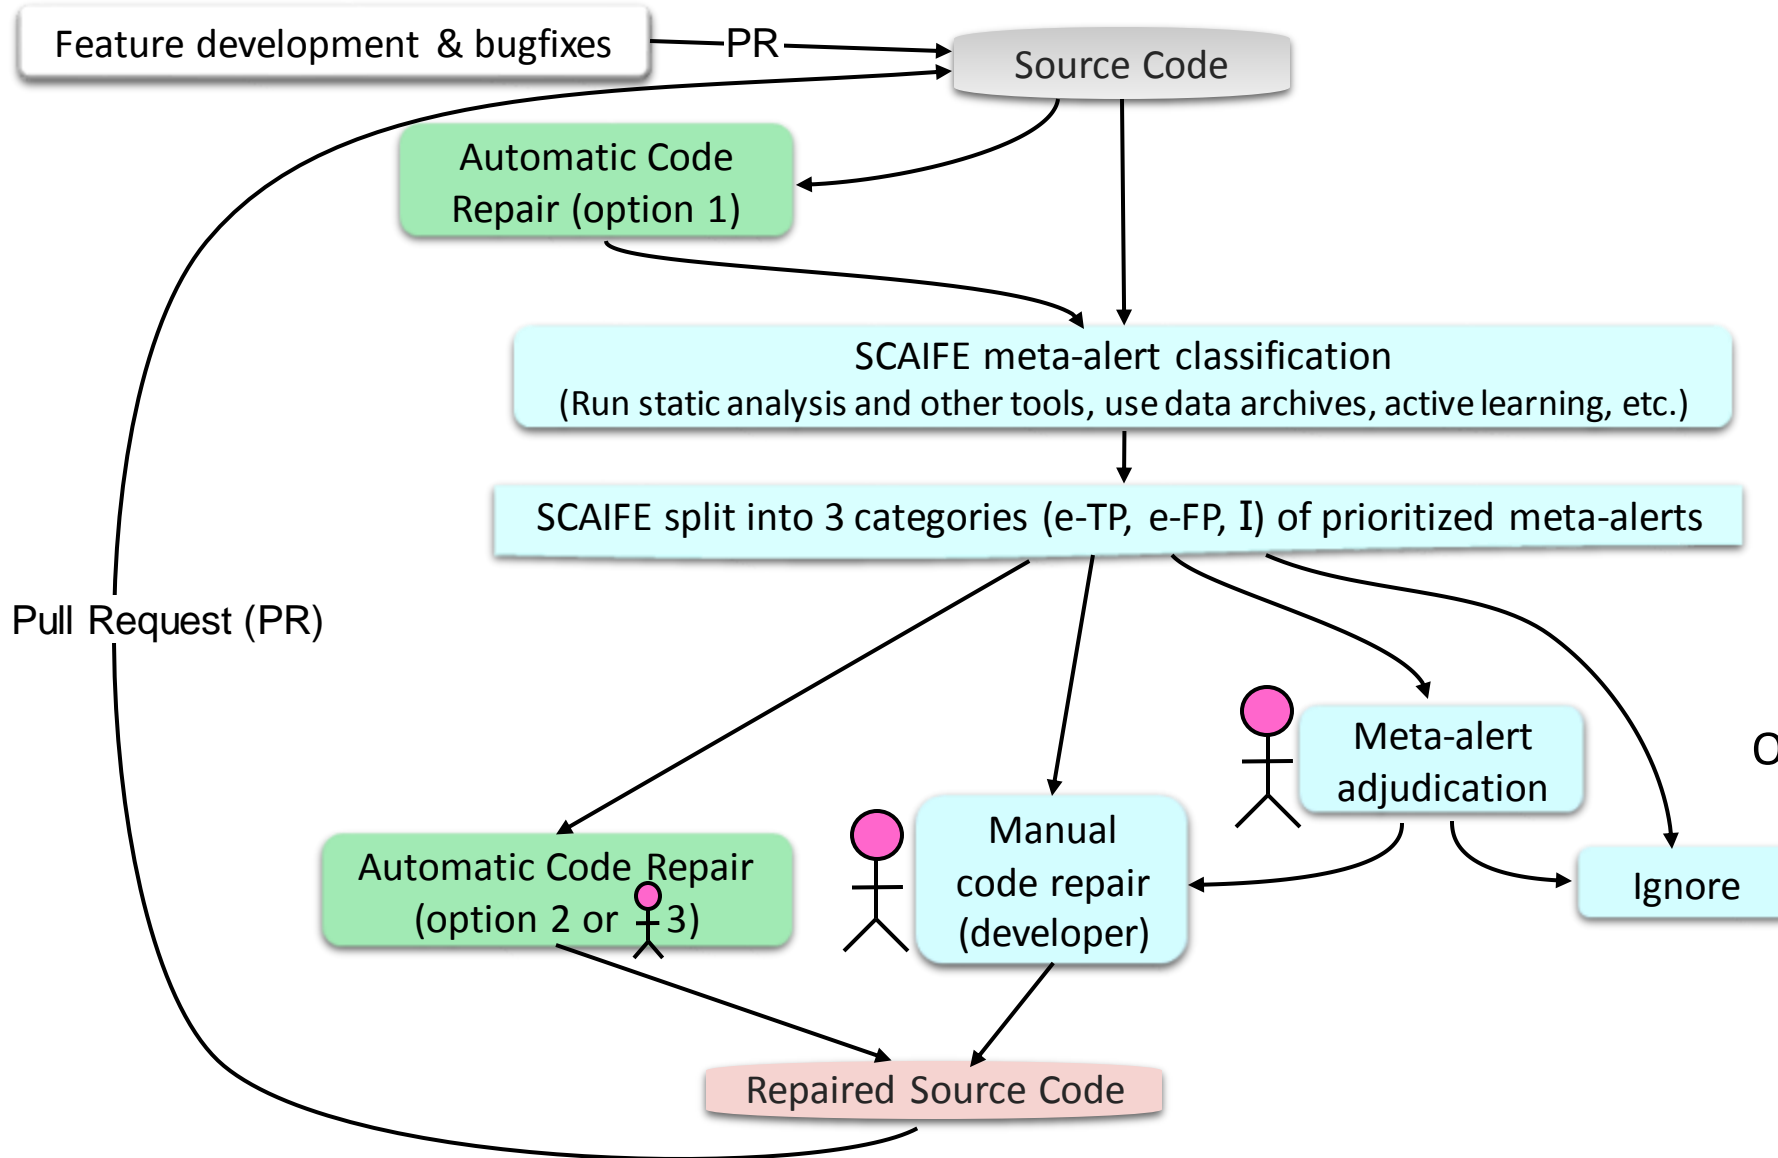 Feature development & bugfixes
PR
Source Code
Automatic Code
Repair (option 1)
SCAIFE meta-alert classification
(Run static analysis and other tools, use data archives, active learning, etc.)
SCAIFE split into 3 categories (e-TP, e-FP, I) of prioritized meta-alerts
Pull Request (PR)
Meta-alert
adjudication
O
Manual
code repair
(developer)
Automatic Code Repair
(option 2 or 3)
Ignore
Repaired Source Code